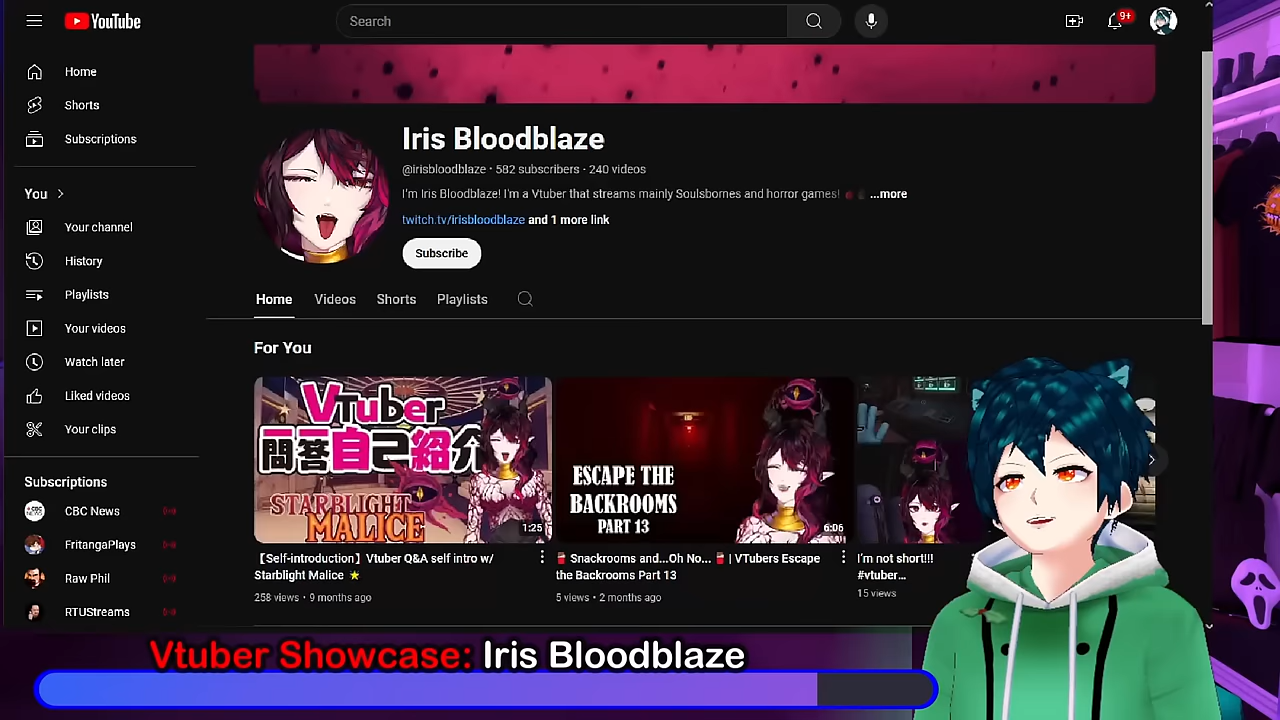 YouTube
Search
9+
Home
Shorts
Subscriptions
You
Your channel
History
Playlists
Your videos
Watch later
Liked videos
Your clips
Subscriptions
CBC News
FritangaPlays
Raw Phil
RTUStreams
Iris Bloodblaze
@irisbloodblaze · 582 subscribers · 240 videos
I'm Iris Bloodblaze! I'm a Vtuber that streams mainly Soulsbornes and horror games! ...more
twitch.tv/irisbloodblaze and 1 more link
Subscribe
Home Videos Shorts Playlists
For You
VTuber
問答自己紹介
STARBLIGHT
MALICE
1:25
【Self-introduction】Vtuber Q&A self intro w/
Starblight Malice ⭐
258 views · 9 months ago
ESCAPE THE
BACKROOMS
PART 13
6:06
🥫 Snackrooms and...Oh No... 🥫 | VTubers Escape
the Backrooms Part 13
5 views · 2 months ago
I'm not short!!!
#vtuber...
15 views
Vtuber Showcase: Iris Bloodblaze